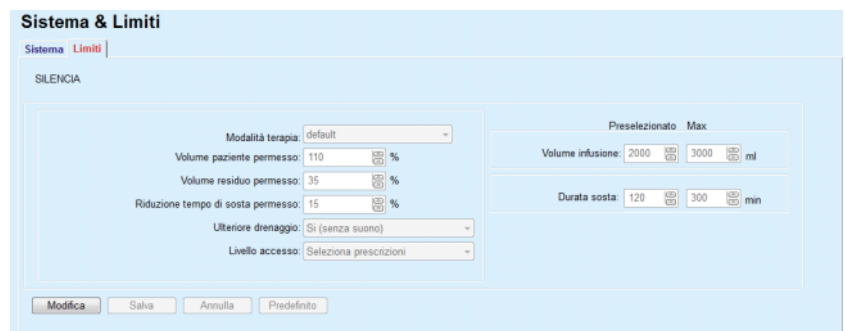 Sistema & Limiti
Sistema Limiti
SILENCIA
Modalità terapia: default
Volume paziente permesso: 110 %
Volume residuo permesso: 35 %
Riduzione tempo di sosta permesso: 15 %
Ulteriore drenaggio: Si (senza suono)
Livello accesso: Seleziona prescrizioni
Preselezionato Max
Volume infusione: 2000 3000 ml
Durata sosta: 120 300 min
Modifica Salva Annulla Predefinito